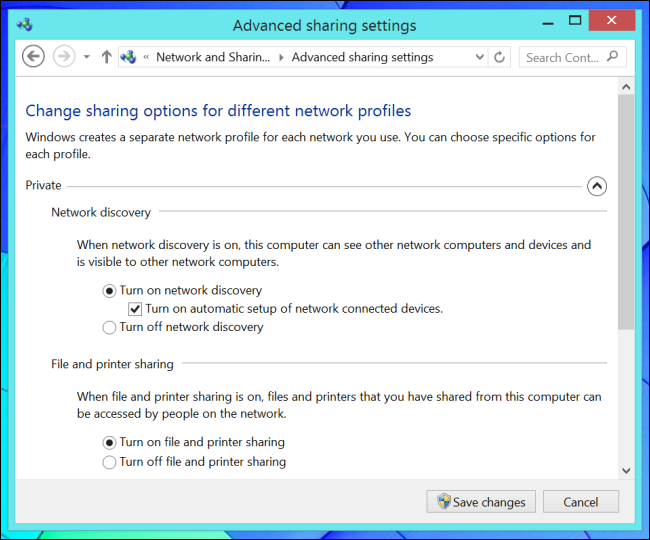 Advanced sharing settings
« Network and Sharin... Advanced sharing settings Search Cont...
Change sharing options for different network profiles
Windows creates a separate network profile for each network you use. You can choose specific options for
each profile.
Private
Network discovery
When network discovery is on, this computer can see other network computers and devices and
is visible to other network computers.
Turn on network discovery
Turn on automatic setup of network connected devices.
Turn off network discovery
File and printer sharing
When file and printer sharing is on, files and printers that you have shared from this computer can
be accessed by people on the network.
Turn on file and printer sharing
Turn off file and printer sharing
Save changes Cancel